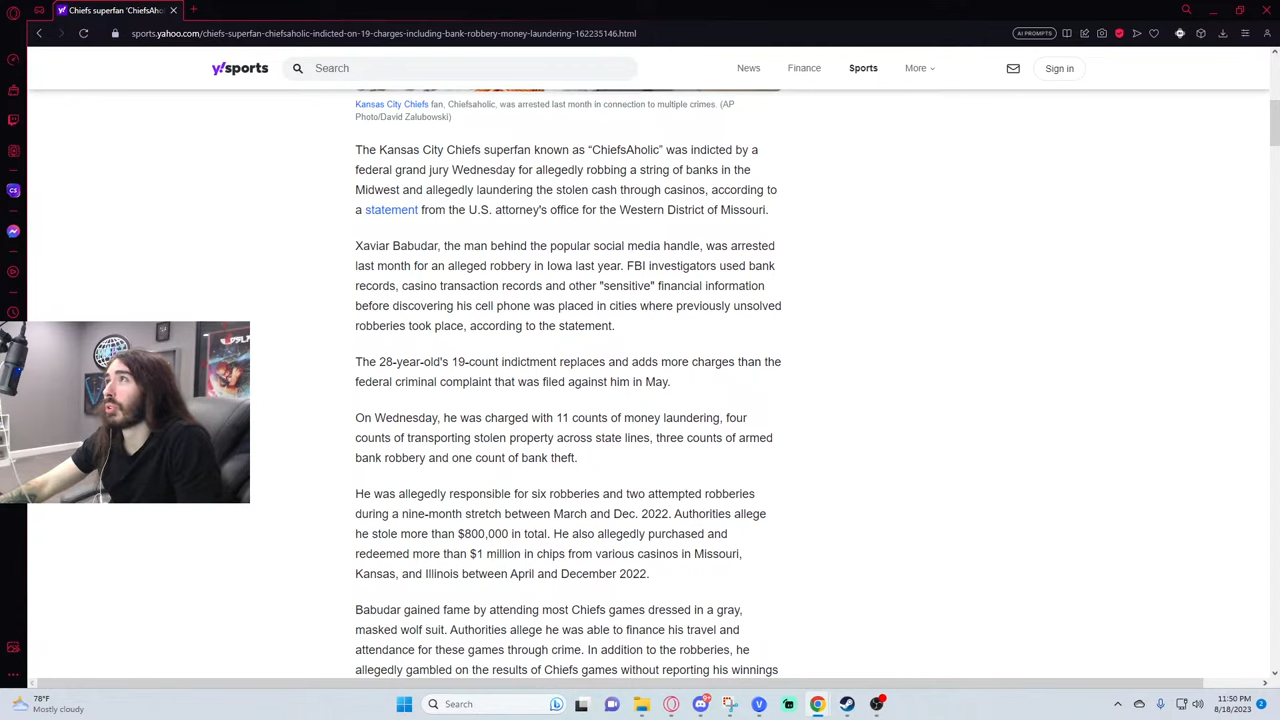 Chiefs superfan 'ChiefsAho
sports.yahoo.com/chiefs-superfan-chiefsaholic-indicted-on-19-charges-including-bank-robbery-money-laundering-162235146.html
AI PROMPTS
y!sports
Search
News
Finance
Sports
More
Sign in
Kansas City Chiefs fan, Chiefsaholic, was arrested last month in connection to multiple crimes. (AP
Photo/David Zalubowski)
The Kansas City Chiefs superfan known as “ChiefsAholic” was indicted by a
federal grand jury Wednesday for allegedly robbing a string of banks in the
Midwest and allegedly laundering the stolen cash through casinos, according to
a statement from the U.S. attorney's office for the Western District of Missouri.
Xaviar Babudar, the man behind the popular social media handle, was arrested
last month for an alleged robbery in Iowa last year. FBI investigators used bank
records, casino transaction records and other "sensitive" financial information
before discovering his cell phone was placed in cities where previously unsolved
robberies took place, according to the statement.
The 28-year-old's 19-count indictment replaces and adds more charges than the
federal criminal complaint that was filed against him in May.
On Wednesday, he was charged with 11 counts of money laundering, four
counts of transporting stolen property across state lines, three counts of armed
bank robbery and one count of bank theft.
He was allegedly responsible for six robberies and two attempted robberies
during a nine-month stretch between March and Dec. 2022. Authorities allege
he stole more than $800,000 in total. He also allegedly purchased and
redeemed more than $1 million in chips from various casinos in Missouri,
Kansas, and Illinois between April and December 2022.
Babudar gained fame by attending most Chiefs games dressed in a gray,
masked wolf suit. Authorities allege he was able to finance his travel and
attendance for these games through crime. In addition to the robberies, he
allegedly gambled on the results of Chiefs games without reporting his winnings
78°F
Mostly cloudy
Search
11:50 PM
8/18/2023